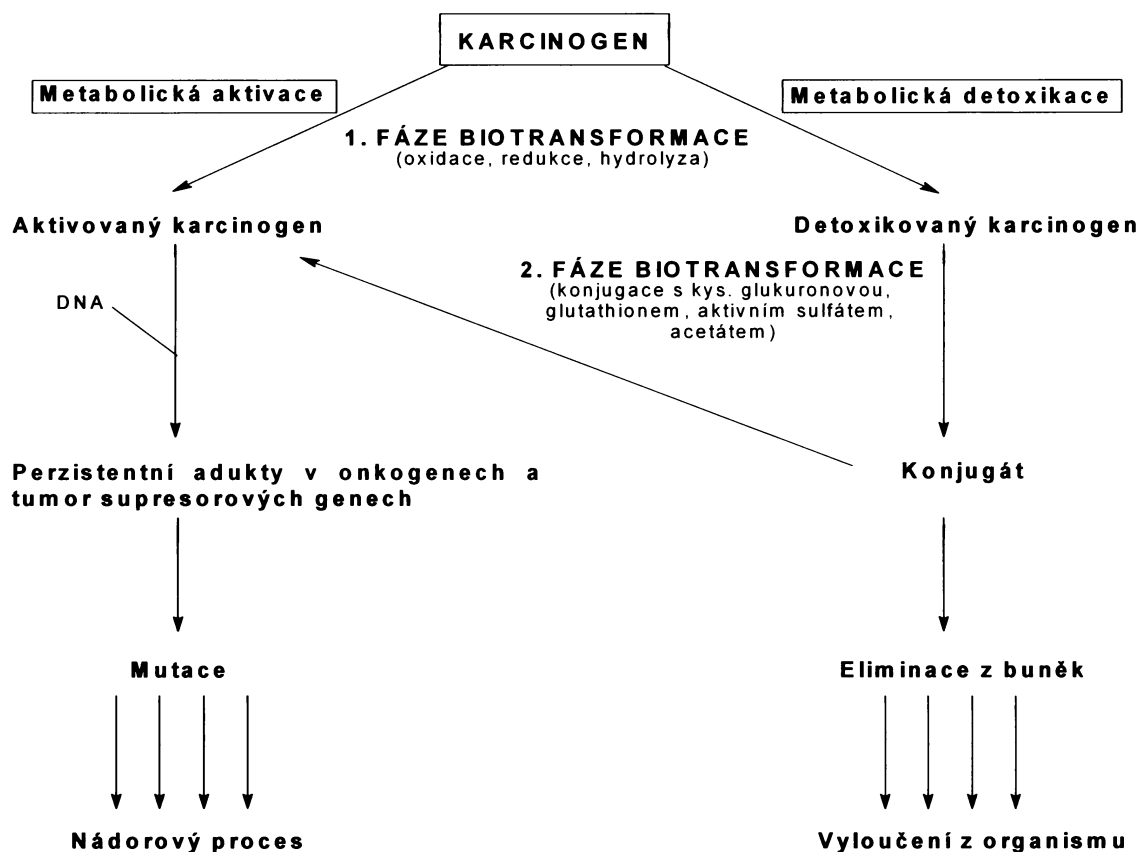 KARCINOGEN
Metabolická aktivace
Metabolická detoxikace
1. FÁZE BIOTRANSFORMACE
(oxidace, redukce, hydrolyza)
Aktivovaný karcinogen
Detoxikovaný karcinogen
2. FÁZE BIOTRANSFORMACE
(konjugace s kys. glukuronovou,
glutathionem, aktivním sulfátem,
acetátem)
DNA
Perzistentní adukty v onkogenech a
tumor supresorových genech
Konjugát
Mutace
Eliminace z buněk
Nádorový proces
Vyloučení z organismu